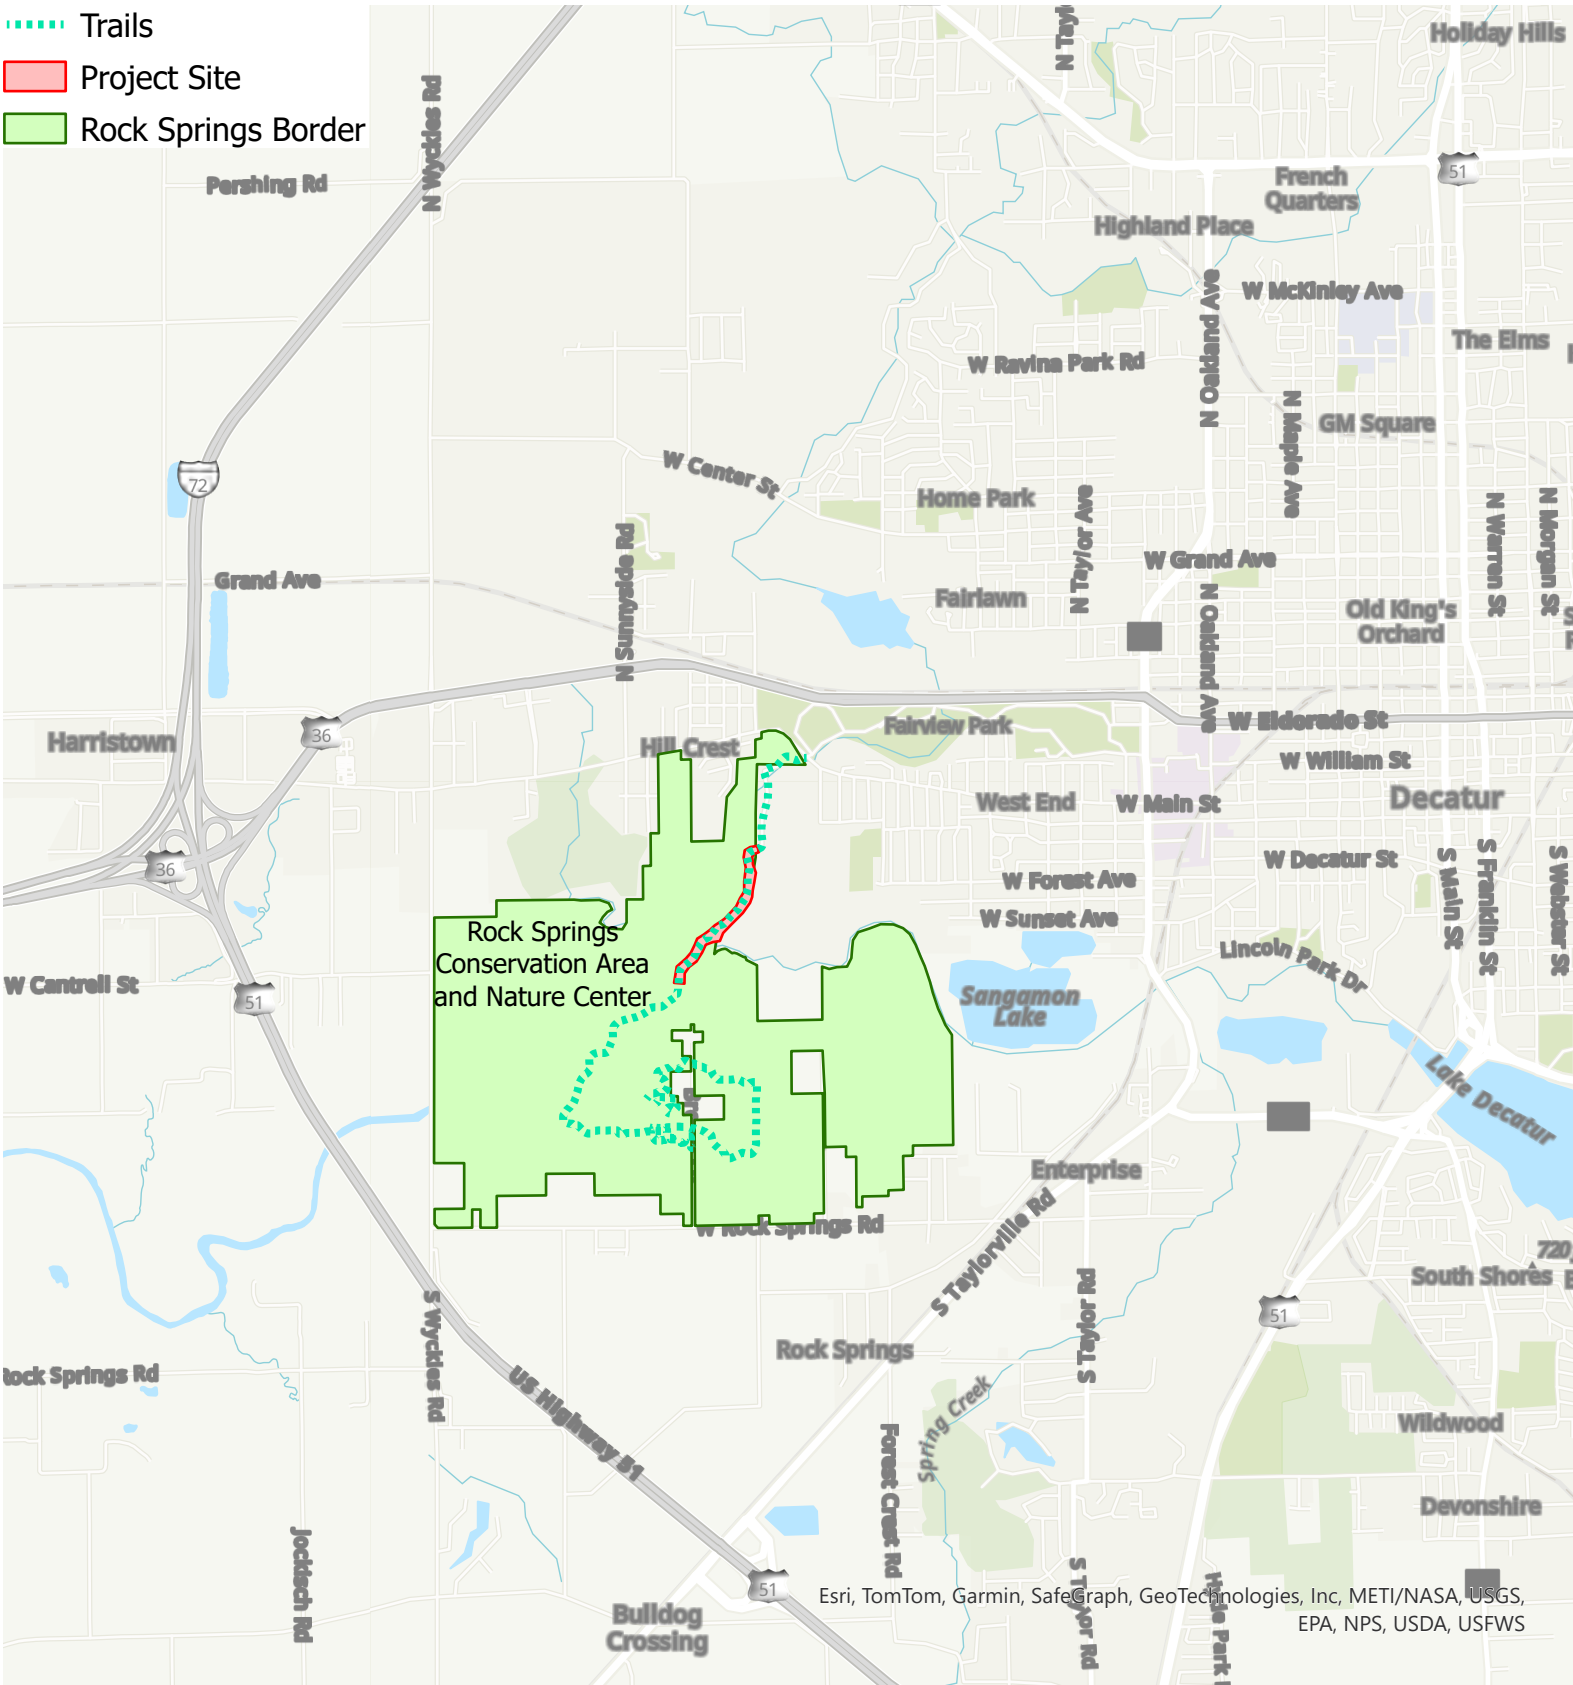 Trails
Project Site
Rock Springs Border
Holiday Hills
N Wyckles Rd
Pershing Rd
51
French
Quarters
Highland Place
W McKinley Ave
N Oakland Ave
The Elms
W Ravina Park Rd
N Maple Ave
GM Square
W Center St
72
Home Park
N Taylor Ave
N Warren St
N Morgan St
W Grand Ave
Grand Ave
N Sunnyside Rd
Fairlawn
N Oakland Ave
Old King's
Orchard
Harristown
36
Hill Crest
Fairview Park
W Eldorado St
W William St
West End
W Main St
Decatur
36
W Decatur St
S Main St
S Franklin St
S Webster St
W Forest Ave
W Sunset Ave
Rock Springs
Conservation Area
and Nature Center
Lincoln Park Dr
W Cantrell St
51
Sangamon
Lake
Lake Decatur
Enterprise
W Rock Springs Rd
S Taylorville Rd
720
South Shores
S Taylor Rd
51
S Wyckles Rd
Rock Springs
Rock Springs Rd
US Highway 51
Spring Creek
Wildwood
Forest Crest Rd
Devonshire
Jockisch Rd
51
S Taylor Rd
Hyde Park
Bulldog
Crossing
Esri, TomTom, Garmin, SafeGraph, GeoTechnologies, Inc, METI/NASA, USGS,
EPA, NPS, USDA, USFWS